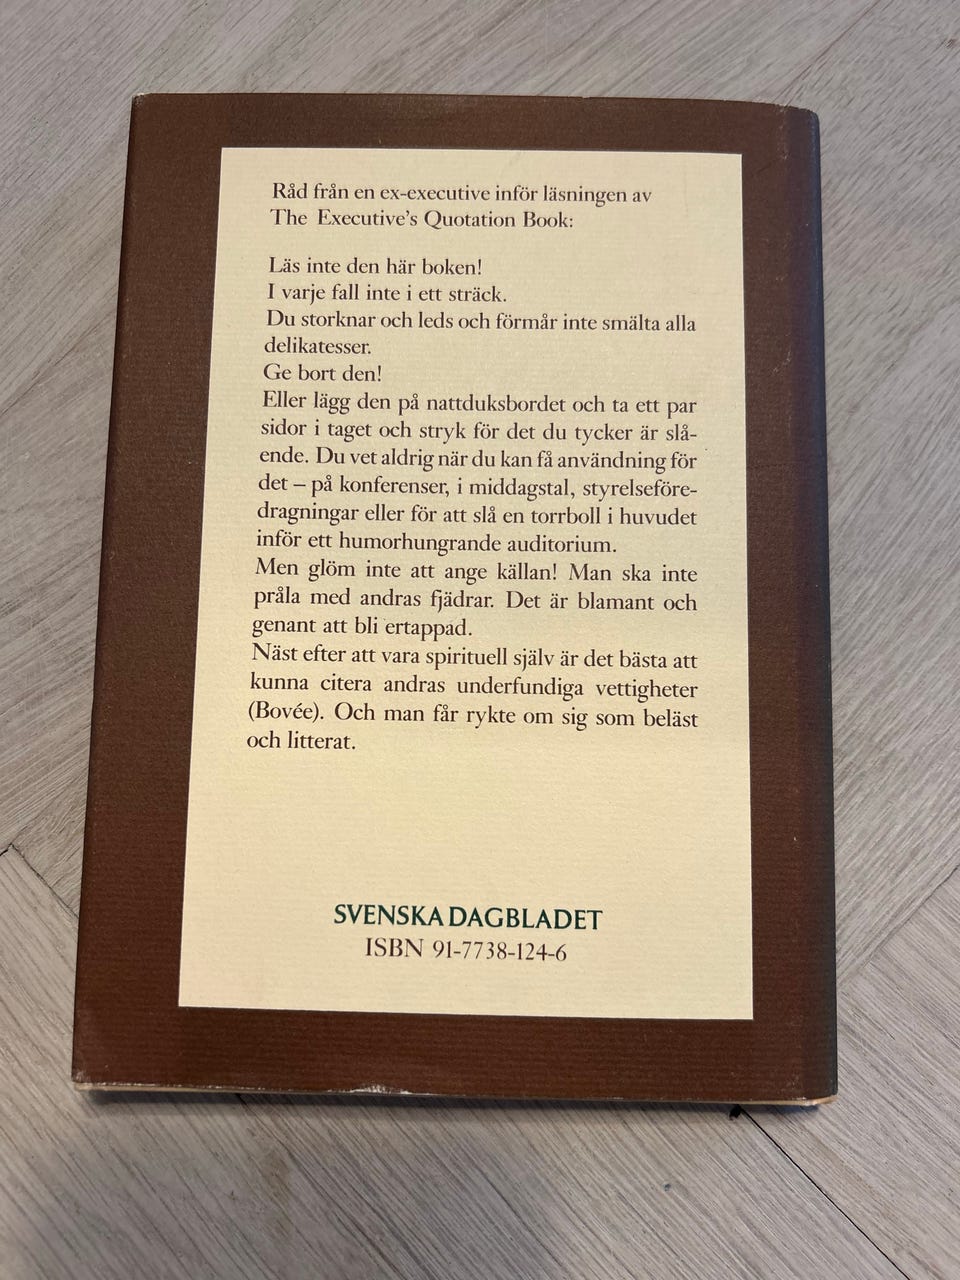 Råd från en ex-executive inför läsningen av
The Executive's Quotation Book:
Läs inte den här boken!
I varje fall inte i ett sträck.
Du storknar och leds och förmår inte smälta alla
delikatesser.
Ge bort den!
Eller lägg den på nattduksbordet och ta ett par
sidor i taget och stryk för det du tycker är slå-
ende. Du vet aldrig när du kan få användning för
det – på konferenser, i middagstal, styrelseföre-
dragningar eller för att slå en torrboll i huvudet
inför ett humorhungrande auditorium.
Men glöm inte att ange källan! Man ska inte
pråla med andras fjädrar. Det är blamant och
genant att bli ertappad.
Näst efter att vara spirituell själv är det bästa att
kunna citera andras underfundiga vettigheter
(Bovée). Och man får rykte om sig som beläst
och litterat.
SVENSKA DAGBLADET
ISBN 91-7738-124-6